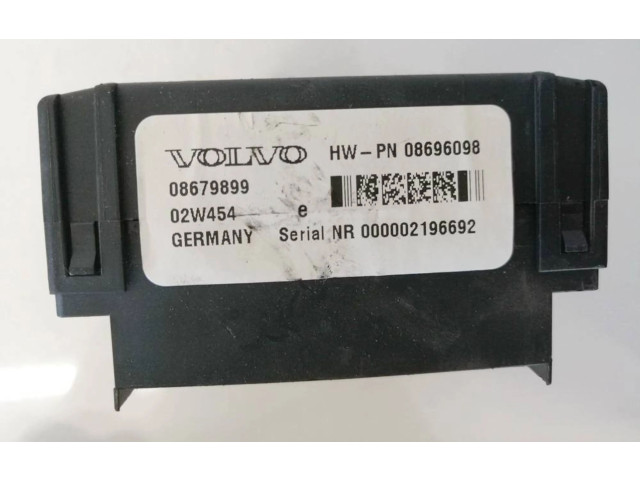 VOLVO HW-PN 08696098
08679899
02W454 e
GERMANY Serial NR 000002196692